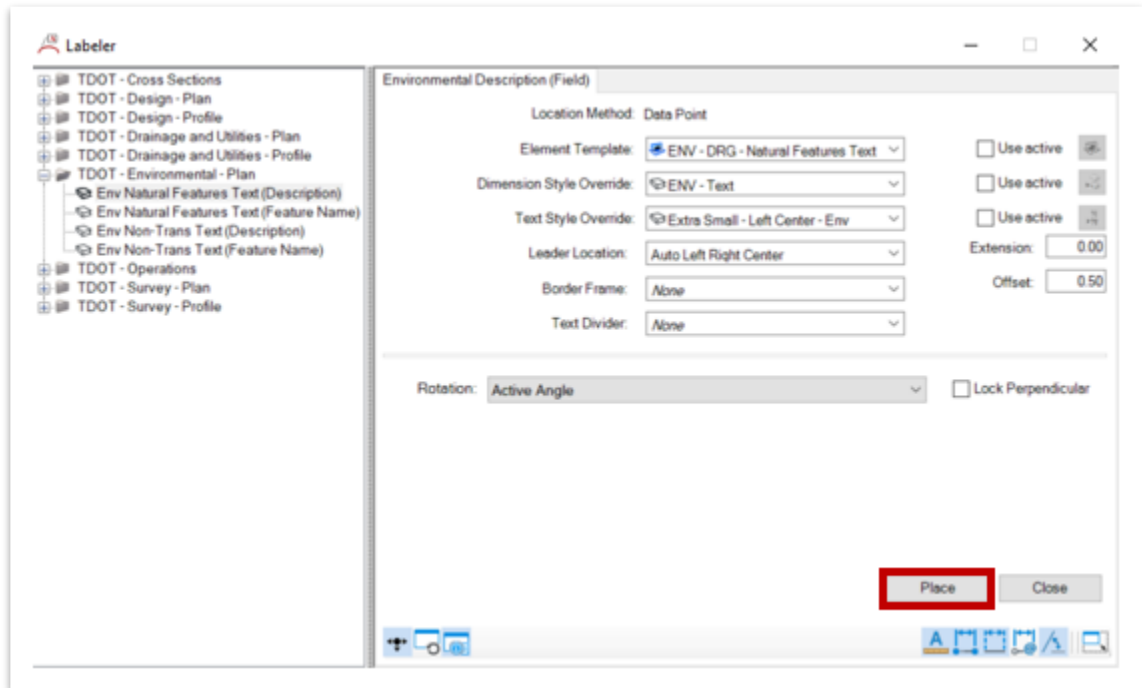 Labeler
TDOT - Cross Sections
TDOT - Design - Plan
TDOT - Design - Profile
TDOT - Drainage and Utilities - Plan
TDOT - Drainage and Utilities - Profile
TDOT - Environmental - Plan
Env Natural Features Text (Description)
Env Natural Features Text (Feature Name)
Env Non-Trans Text (Description)
Env Non-Trans Text (Feature Name)
TDOT - Operations
TDOT - Survey - Plan
TDOT - Survey - Profile
Environmental Description (Field)
Location Method: Data Point
Element Template: ENV - DRG - Natural Features Text Use active
Dimension Style Override: ENV - Text Use active
Text Style Override: Extra Small - Left Center - Env Use active
Leader Location: Auto Left Right Center Extension: 0.00
Border Frame: None Offset: 0.50
Text Divider: None
Rotation: Active Angle Lock Perpendicular
Place Close